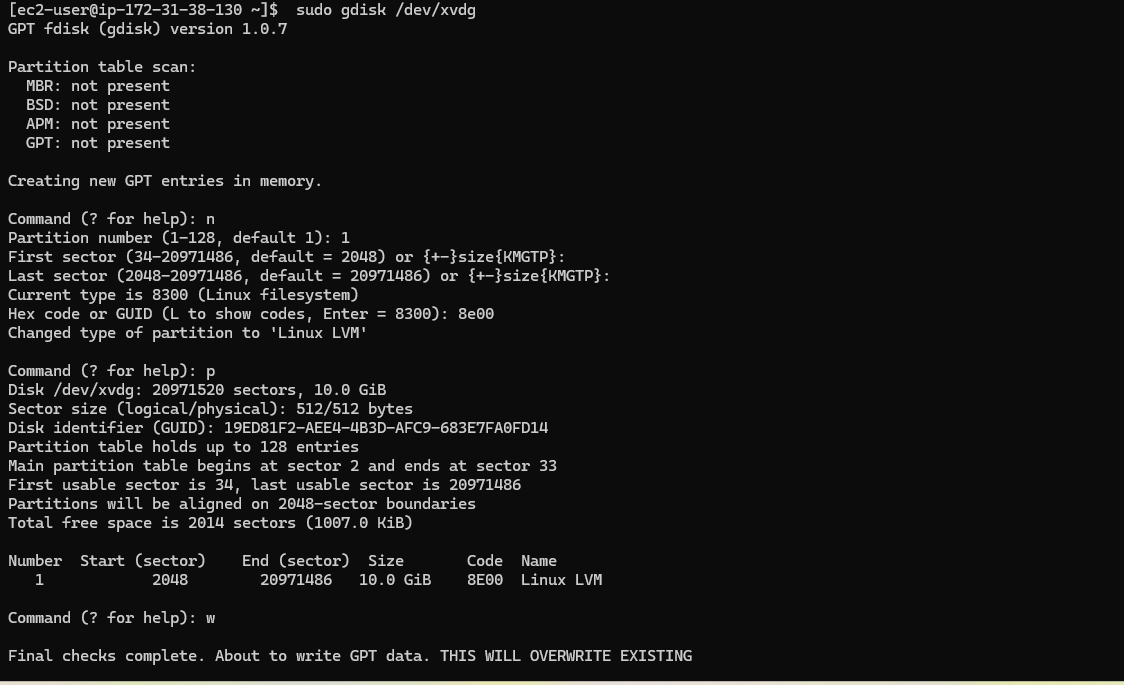 [ec2-user@ip-172-31-38-130 ~]$  sudo gdisk /dev/xvdg
GPT fdisk (gdisk) version 1.0.7

Partition table scan:
  MBR: not present
  BSD: not present
  APM: not present
  GPT: not present

Creating new GPT entries in memory.

Command (? for help): n
Partition number (1-128, default 1): 1
First sector (34-20971486, default = 2048) or {+-}size{KMGTP}:
Last sector (2048-20971486, default = 20971486) or {+-}size{KMGTP}:
Current type is 8300 (Linux filesystem)
Hex code or GUID (L to show codes, Enter = 8300): 8e00
Changed type of partition to 'Linux LVM'

Command (? for help): p
Disk /dev/xvdg: 20971520 sectors, 10.0 GiB
Sector size (logical/physical): 512/512 bytes
Disk identifier (GUID): 19ED81F2-AEE4-4B3D-AFC9-683E7FA0FD14
Partition table holds up to 128 entries
Main partition table begins at sector 2 and ends at sector 33
First usable sector is 34, last usable sector is 20971486
Partitions will be aligned on 2048-sector boundaries
Total free space is 2014 sectors (1007.0 KiB)

Number  Start (sector)    End (sector)  Size       Code  Name
   1            2048        20971486   10.0 GiB    8E00  Linux LVM

Command (? for help): w

Final checks complete. About to write GPT data. THIS WILL OVERWRITE EXISTING